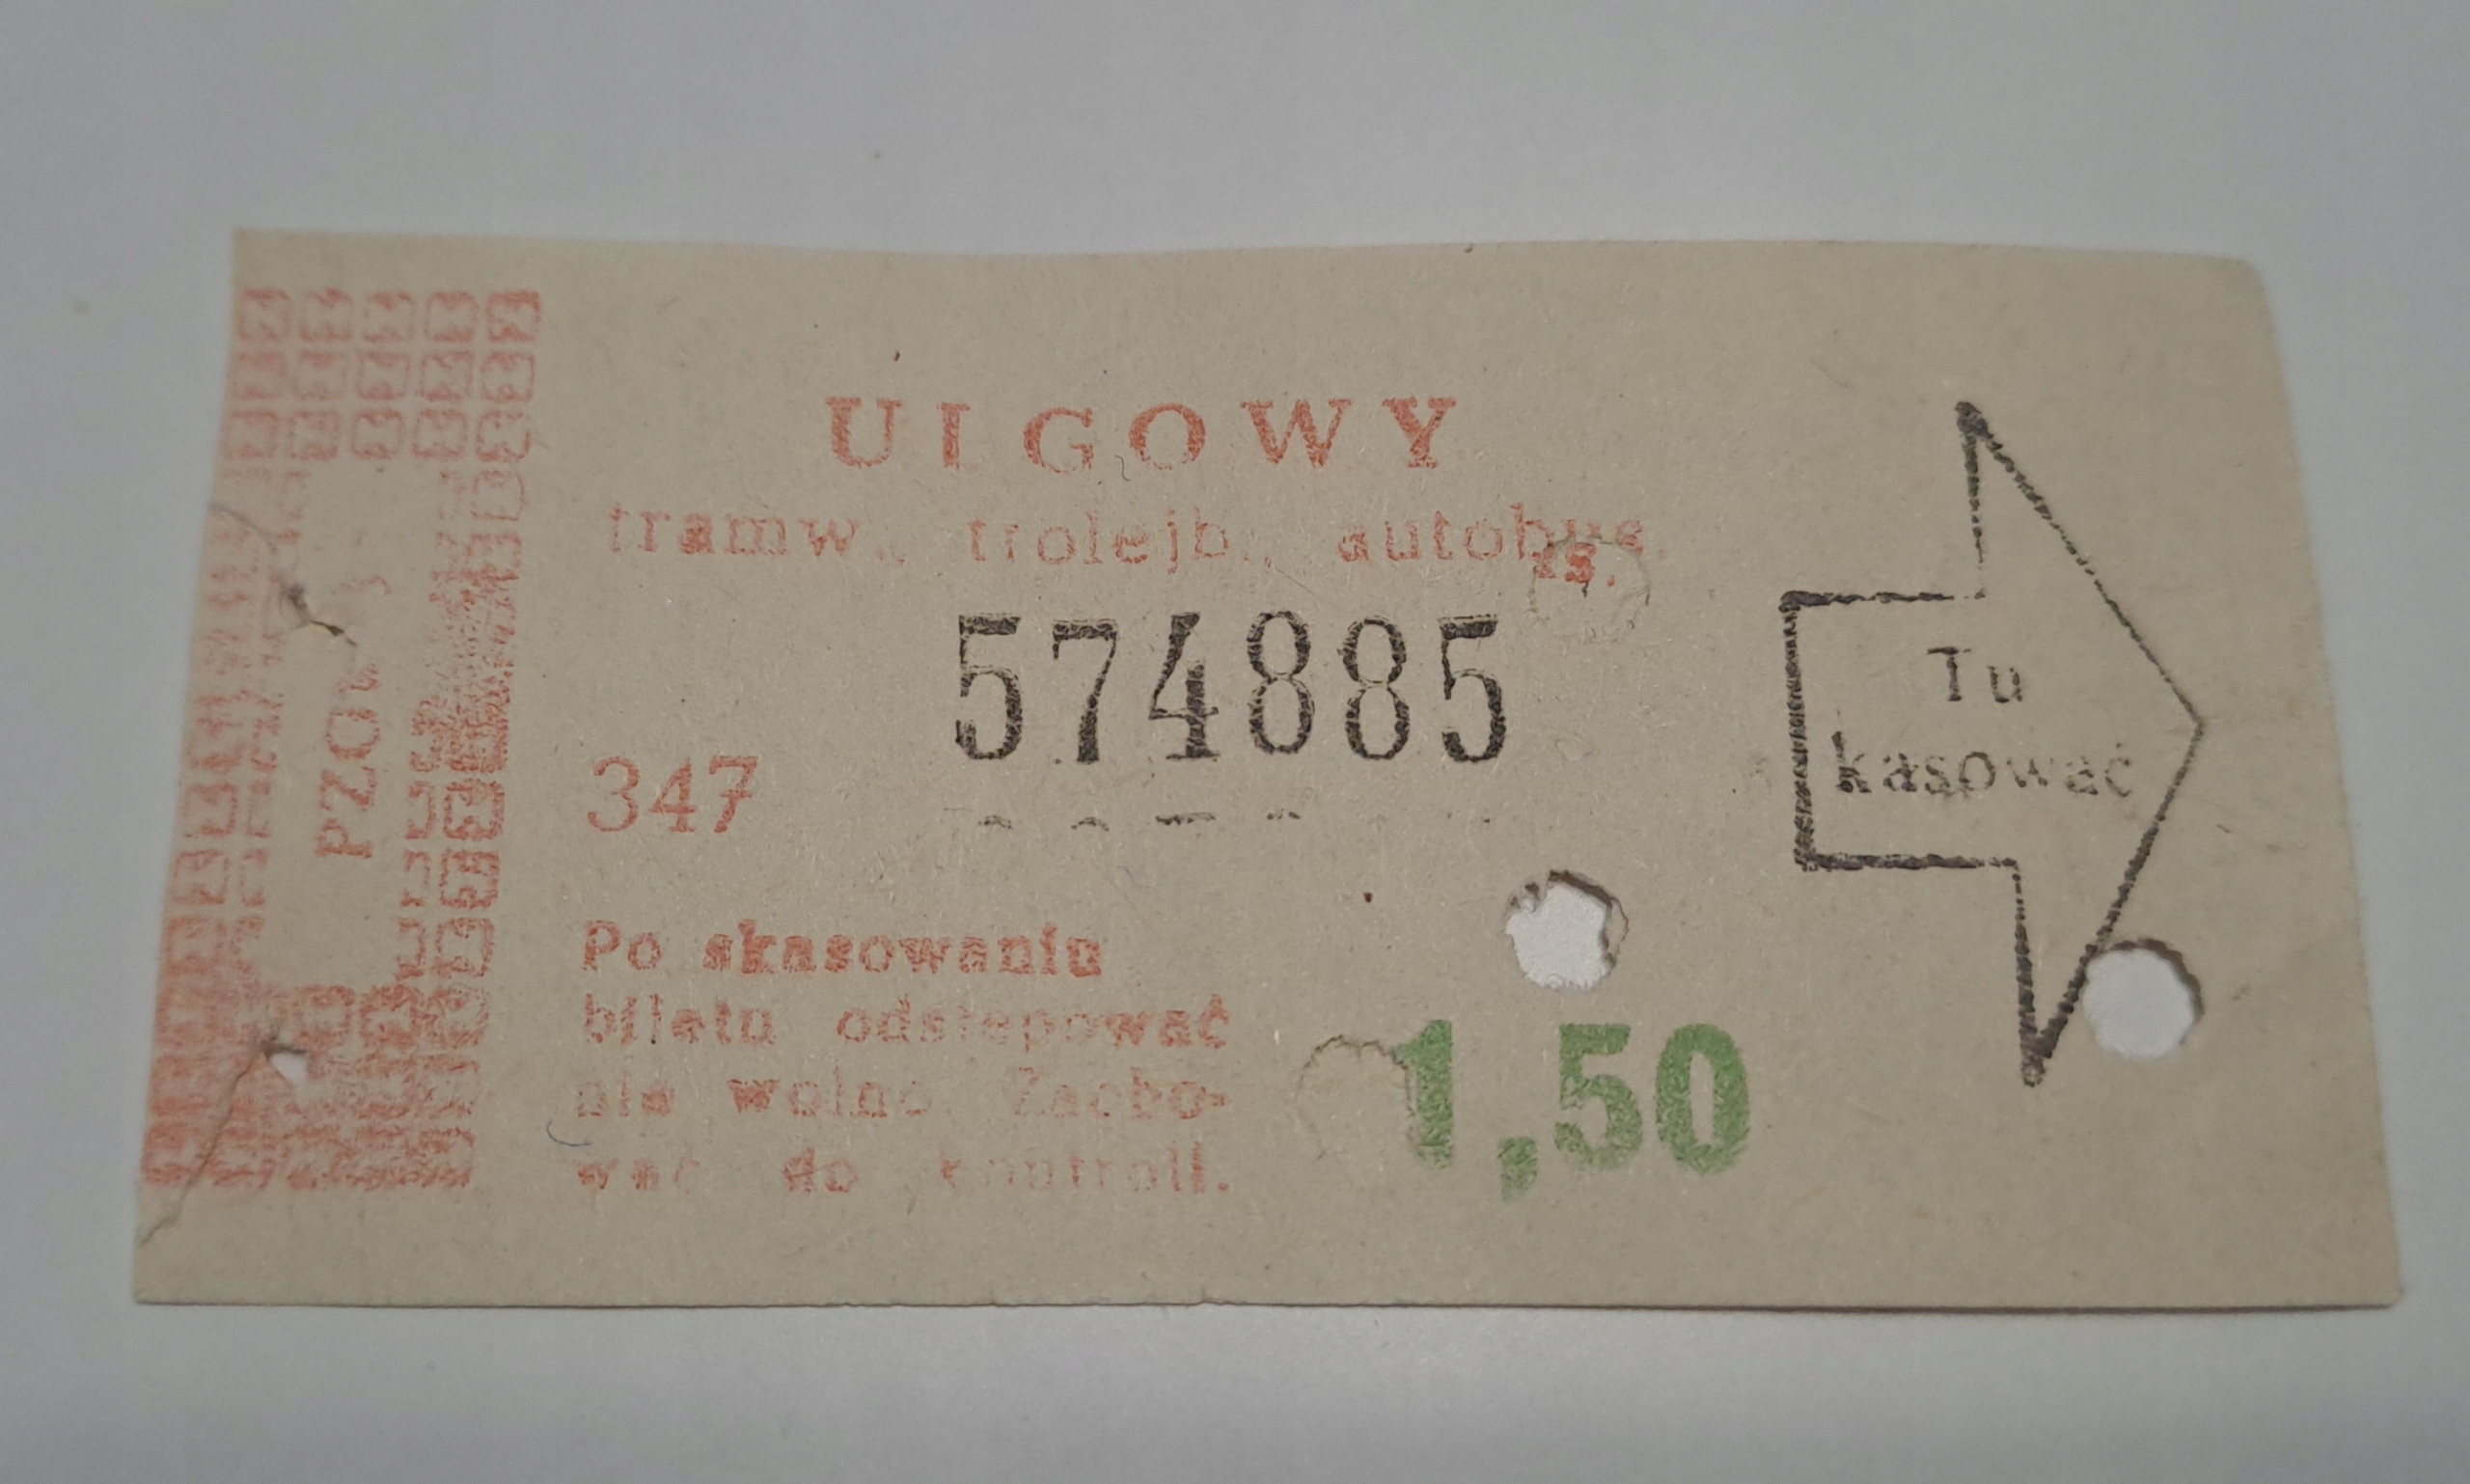 ULGOWY
tramw., trolejb., autobus.
574885
347
Tu
kasować
Po skasowaniu
biletu odstępować
nie wolno. Zacho-
wać do kontroli.
1,50